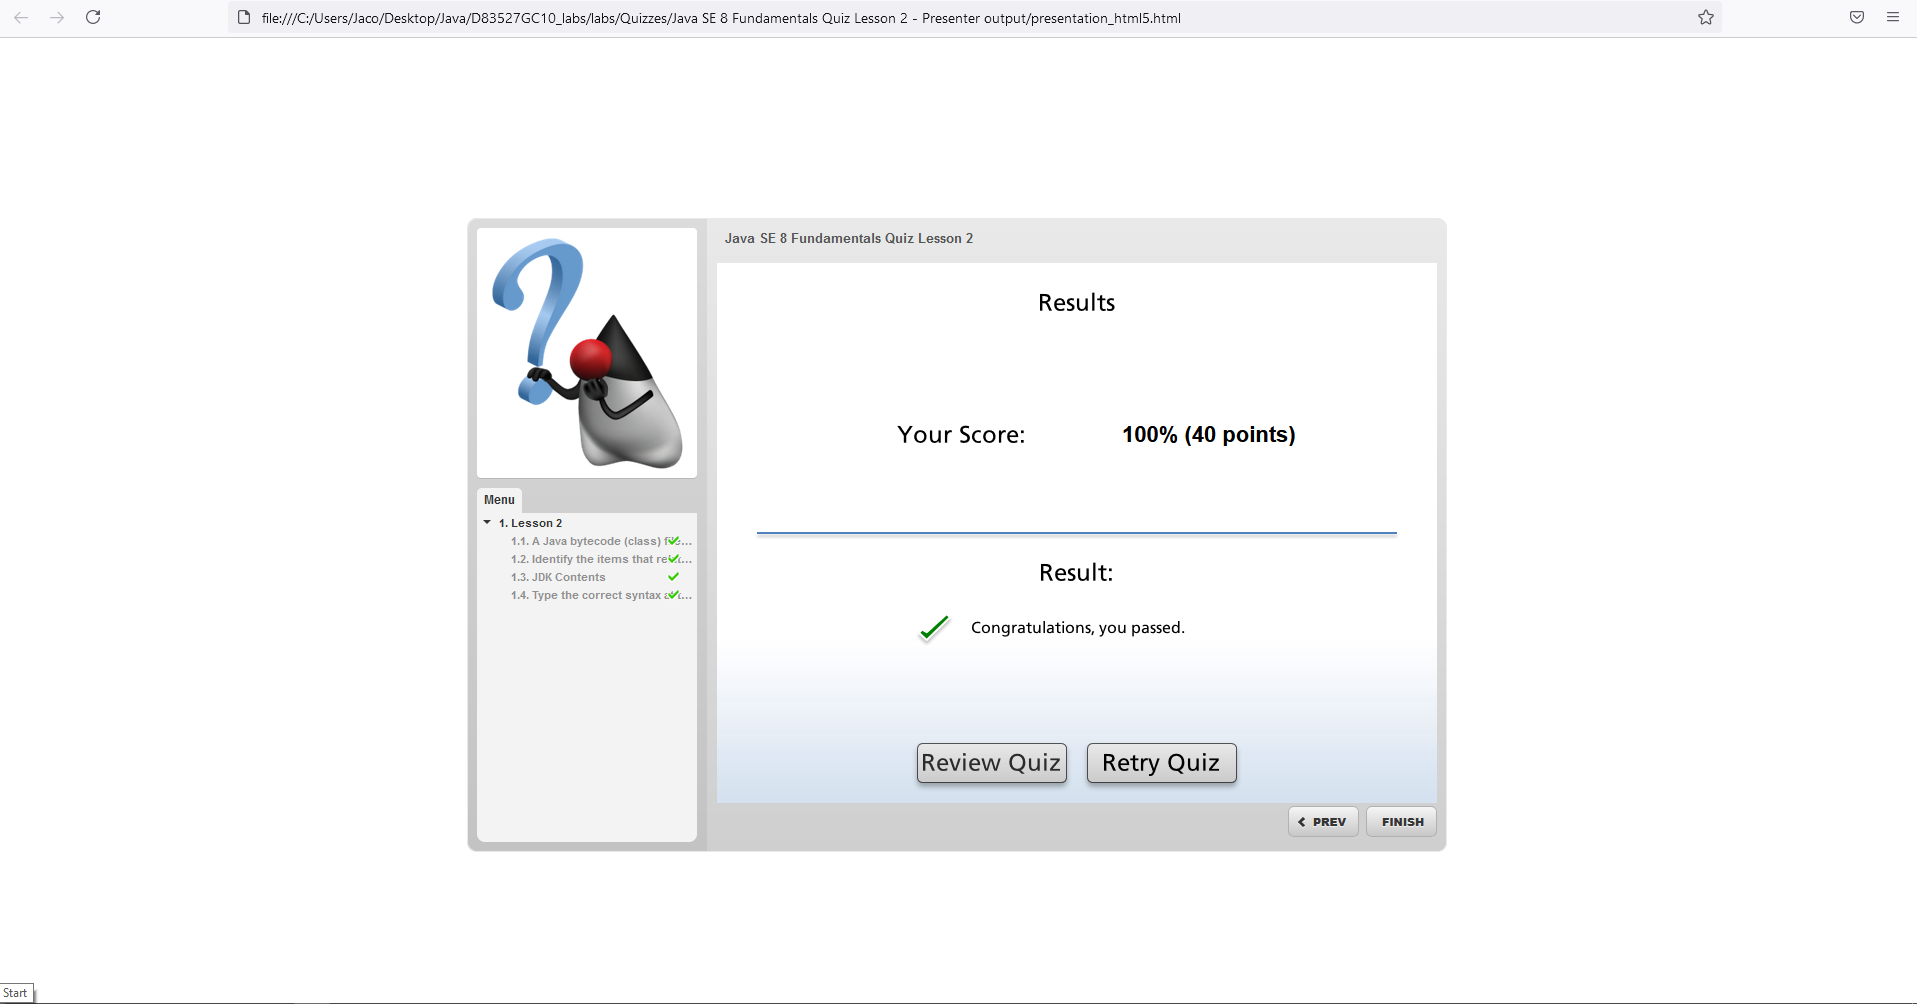 file:///C:/Users/Jaco/Desktop/Java/D83527GC10_labs/labs/Quizzes/Java SE 8 Fundamentals Quiz Lesson 2 - Presenter output/presentation_html5.html
Java SE 8 Fundamentals Quiz Lesson 2
Results
Your Score: 100% (40 points)
Result:
Congratulations, you passed.
Review Quiz Retry Quiz
PREV FINISH
Menu
1. Lesson 2
1.1. A Java bytecode (class) file...
1.2. Identify the items that re...
1.3. JDK Contents
1.4. Type the correct syntax at t...
Start